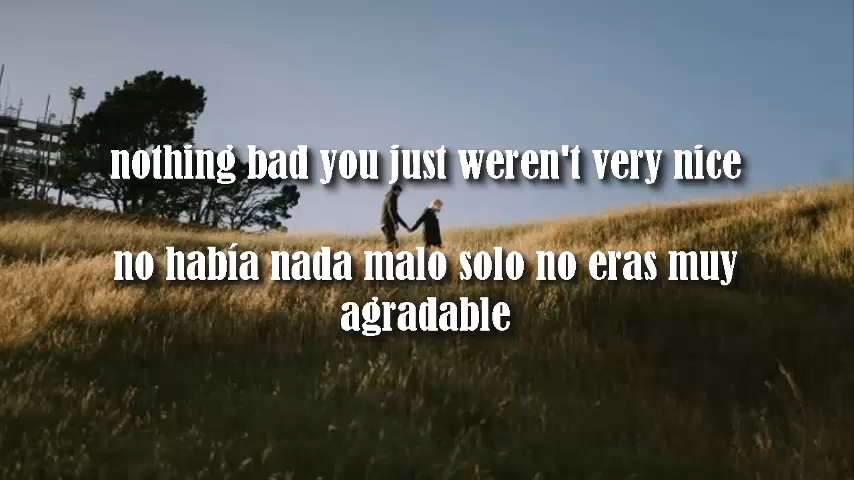 nothing bad you just weren't very nice
no había nada malo solo no eras muy
agradable